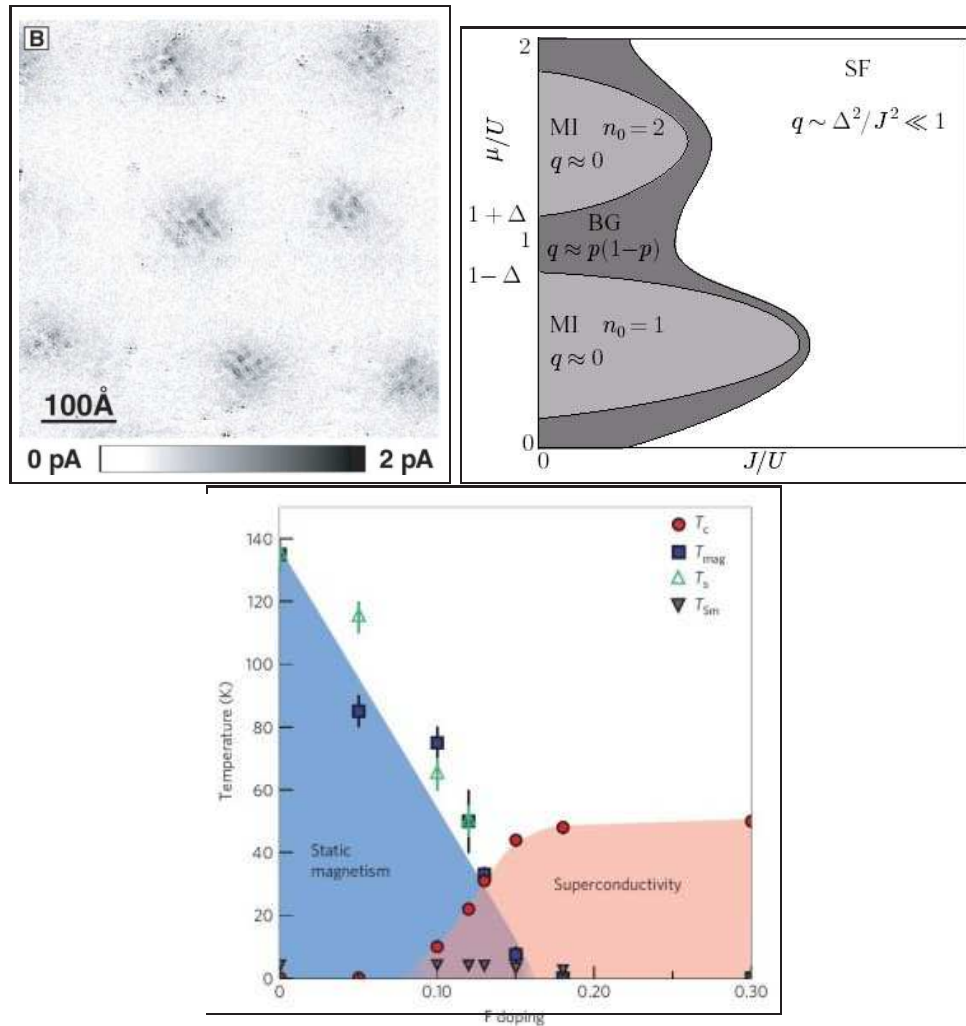 B
100Å
0 pA
2 pA
2
SF
μ/U
MI n₀ = 2
q ≈ 0
q ~ Δ²/J² ≪ 1
1 + Δ
1
1 − Δ
BG
q ≈ p(1−p)
MI n₀ = 1
q ≈ 0
0
0
J/U
T_c
T_mag
T_s
T_Sm
140
120
100
80
60
40
20
0
Temperature (K)
Static
magnetism
Superconductivity
0
0.10
0.20
0.30
F doping